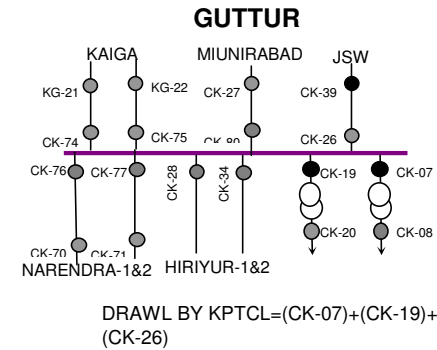 GUTTUR
KAIGA MIUNIRABAD JSW
KG-21 KG-22 CK-27 CK-39
CK-74 CK-75 CK-80 CK-26
CK-76 CK-77 CK-28 CK-34 CK-19 CK-07
CK-70 CK-71 CK-20 CK-08
NARENDRA-1&2 HIRIYUR-1&2
DRAWL BY KPTCL=(CK-07)+(CK-19)+
(CK-26)